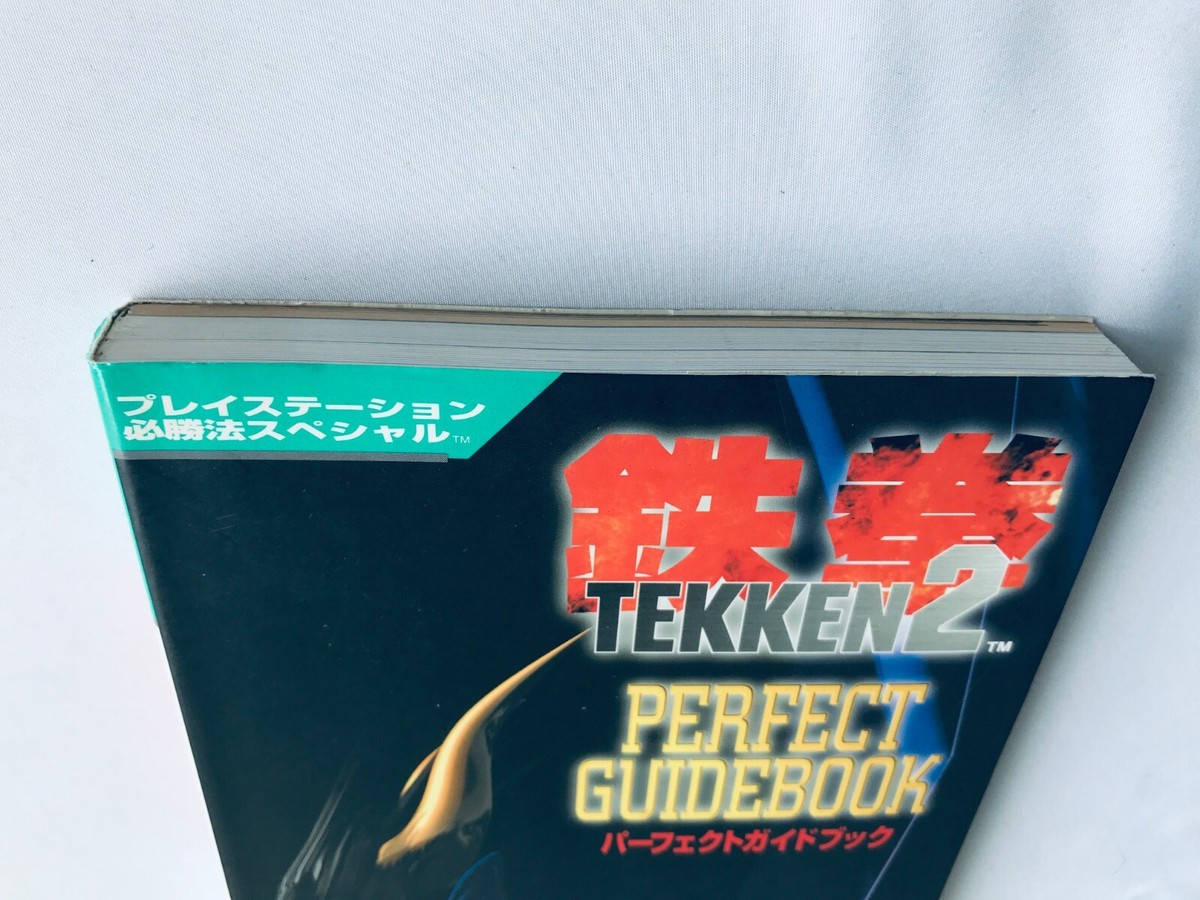 プレイステーション
必勝法スペシャル™
鉄拳
TEKKEN2™
PERFECT
GUIDEBOOK
パーフェクトガイドブック